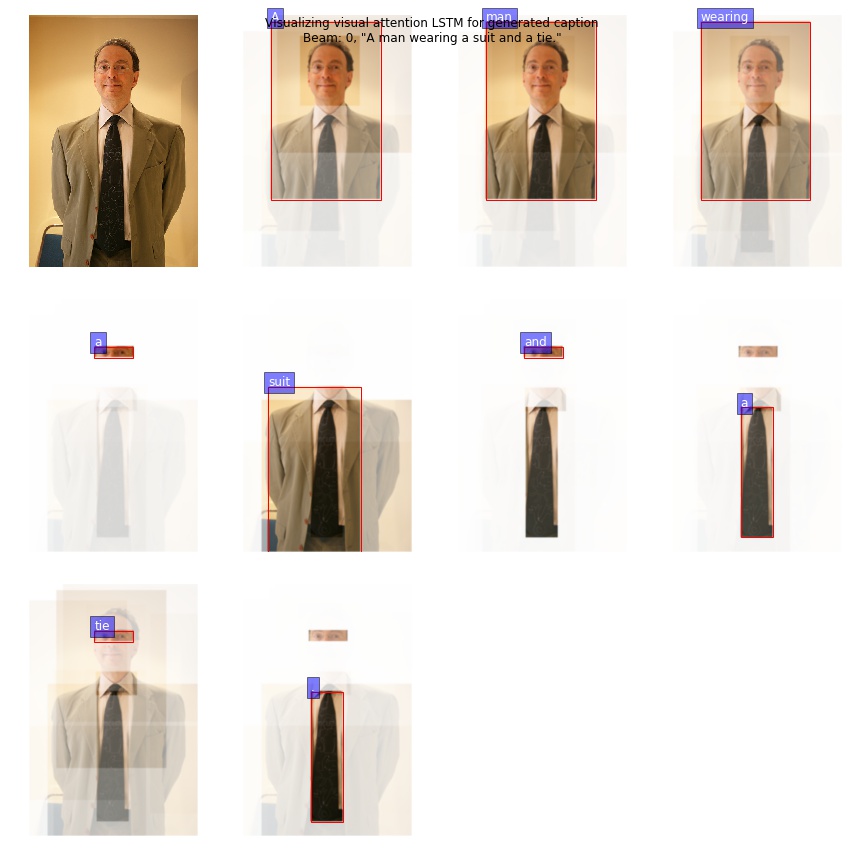 Visualizing visual attention LSTM for generated caption
Beam: 0, "A man wearing a suit and a tie."
A
man
wearing
a
suit
and
a
tie
.